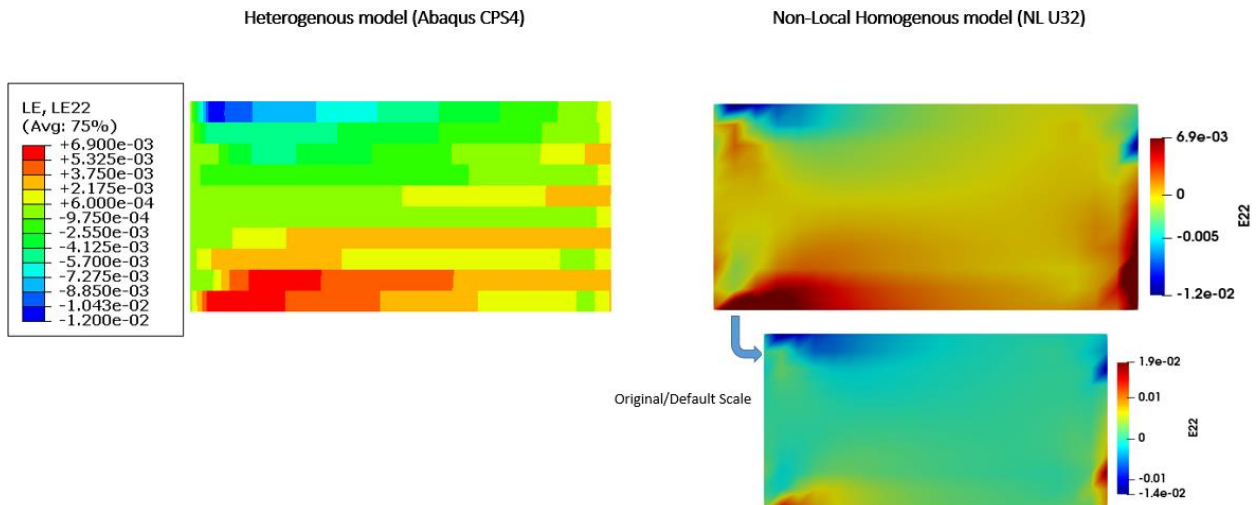 Heterogenous model (Abaqus CPS4)
Non-Local Homogenous model (NL U32)
LE, LE22
(Avg: 75%)
+6.900e-03
+5.325e-03
+3.750e-03
+2.175e-03
+6.000e-04
-9.750e-04
-2.550e-03
-4.125e-03
-5.700e-03
-7.275e-03
-8.850e-03
-1.043e-02
-1.200e-02
6.9e-03
0
-0.005
-1.2e-02
E22
Original/Default Scale
1.9e-02
0.01
0
-0.01
-1.4e-02
E22